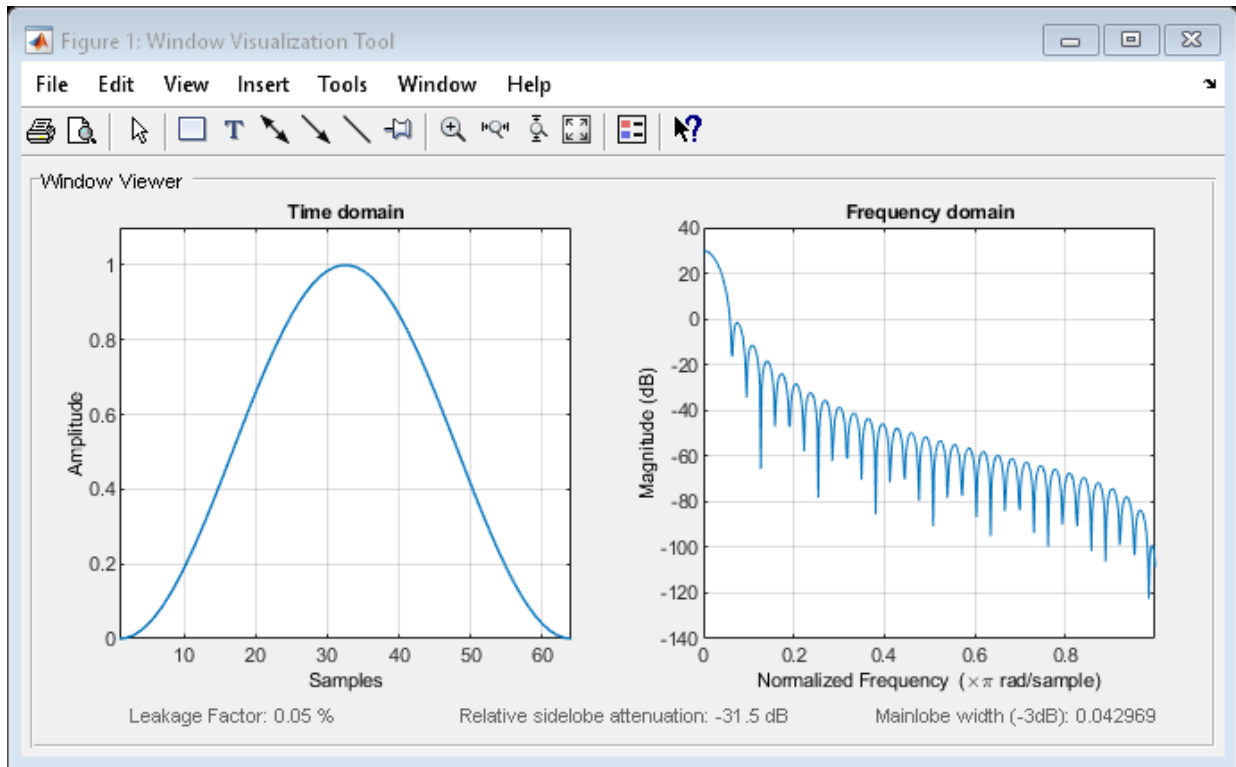 Figure 1: Window Visualization Tool
File Edit View Insert Tools Window Help
T ?
Window Viewer
Time domain
1
0.8
0.6
0.4
0.2
0
Amplitude
10 20 30 40 50 60
Samples
Frequency domain
40
20
0
-20
-40
-60
-80
-100
-120
-140
Magnitude (dB)
0 0.2 0.4 0.6 0.8
Normalized Frequency (×π rad/sample)
Leakage Factor: 0.05 % Relative sidelobe attenuation: -31.5 dB Mainlobe width (-3dB): 0.042969